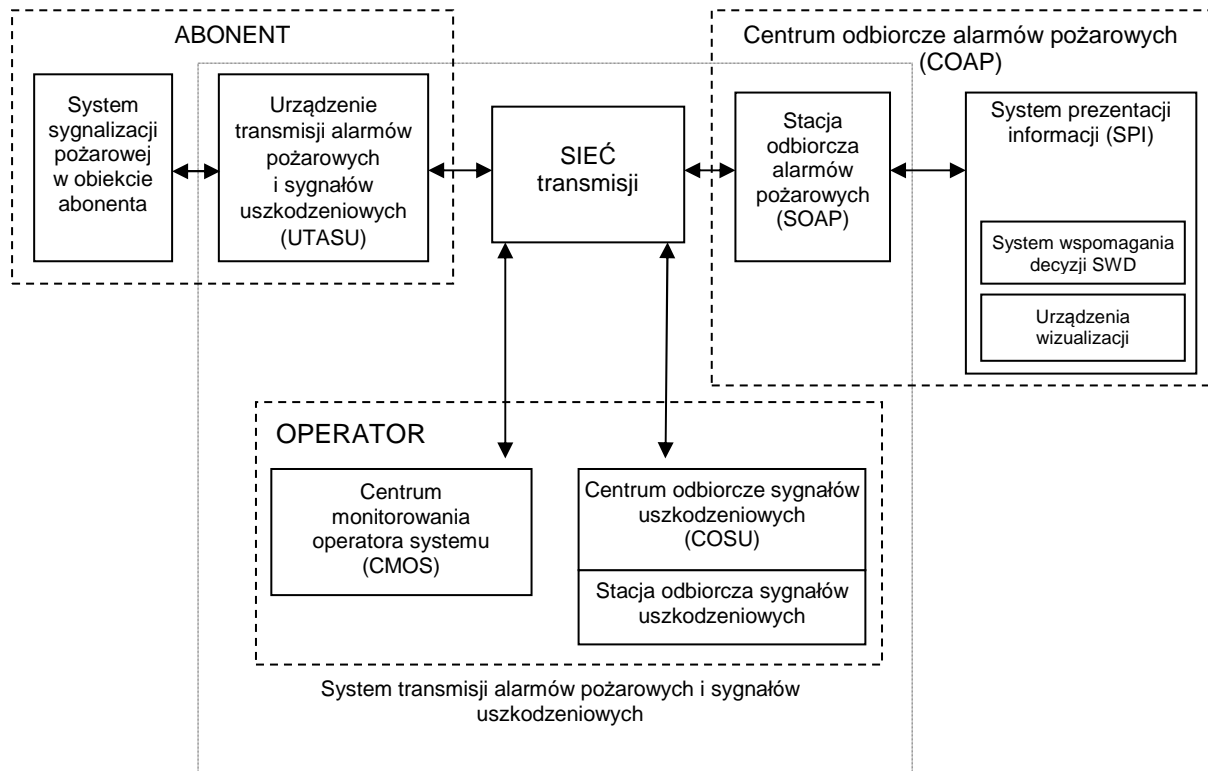 ABONENT
System
sygnalizacji
pożarowej
w obiekcie
abonenta
Urządzenie
transmisji alarmów
pożarowych
i sygnałów
uszkodzeniowych
(UTASU)
SIEĆ
transmisji
Centrum odbiorcze alarmów pożarowych
(COAP)
Stacja
odbiorcza
alarmów
pożarowych
(SOAP)
System prezentacji
informacji (SPI)
System wspomagania
decyzji SWD
Urządzenia
wizualizacji
OPERATOR
Centrum
monitorowania
operatora systemu
(CMOS)
Centrum odbiorcze sygnałów
uszkodzeniowych
(COSU)
Stacja odbiorcza sygnałów
uszkodzeniowych
System transmisji alarmów pożarowych i sygnałów
uszkodzeniowych